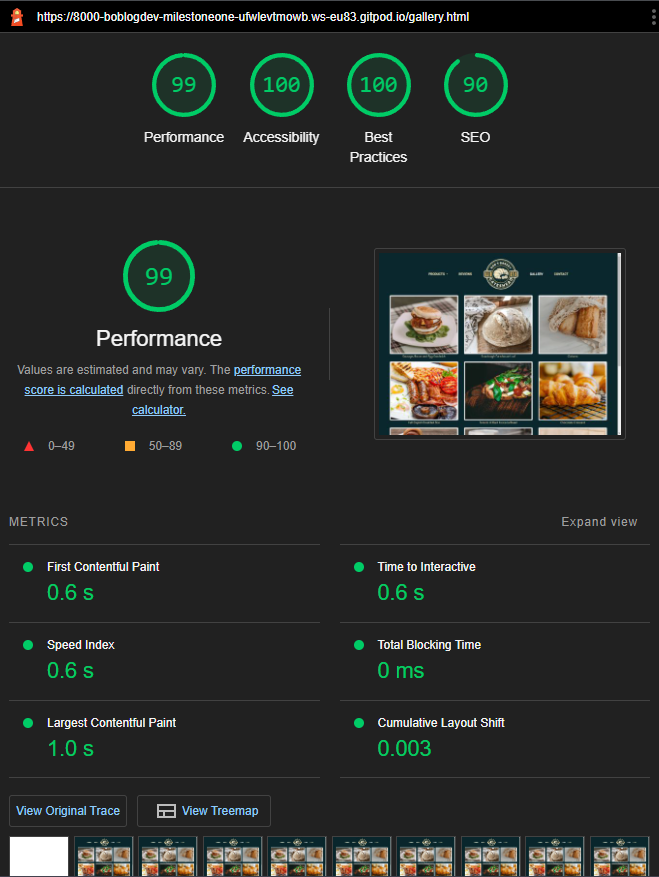 https://8000-boblogdev-milestoneone-ufwlevtmowb.ws-eu83.gitpod.io/gallery.html
99
100
100
90
Performance
Accessibility
Best
Practices
SEO
99
Performance
Values are estimated and may vary. The performance
score is calculated directly from these metrics. See
calculator.
0–49
50–89
90–100
PRODUCTS
REVIEWS
GALLERY
CONTACT
METRICS
Expand view
First Contentful Paint
0.6 s
Time to Interactive
0.6 s
Speed Index
0.6 s
Total Blocking Time
0 ms
Largest Contentful Paint
1.0 s
Cumulative Layout Shift
0.003
View Original Trace
View Treemap